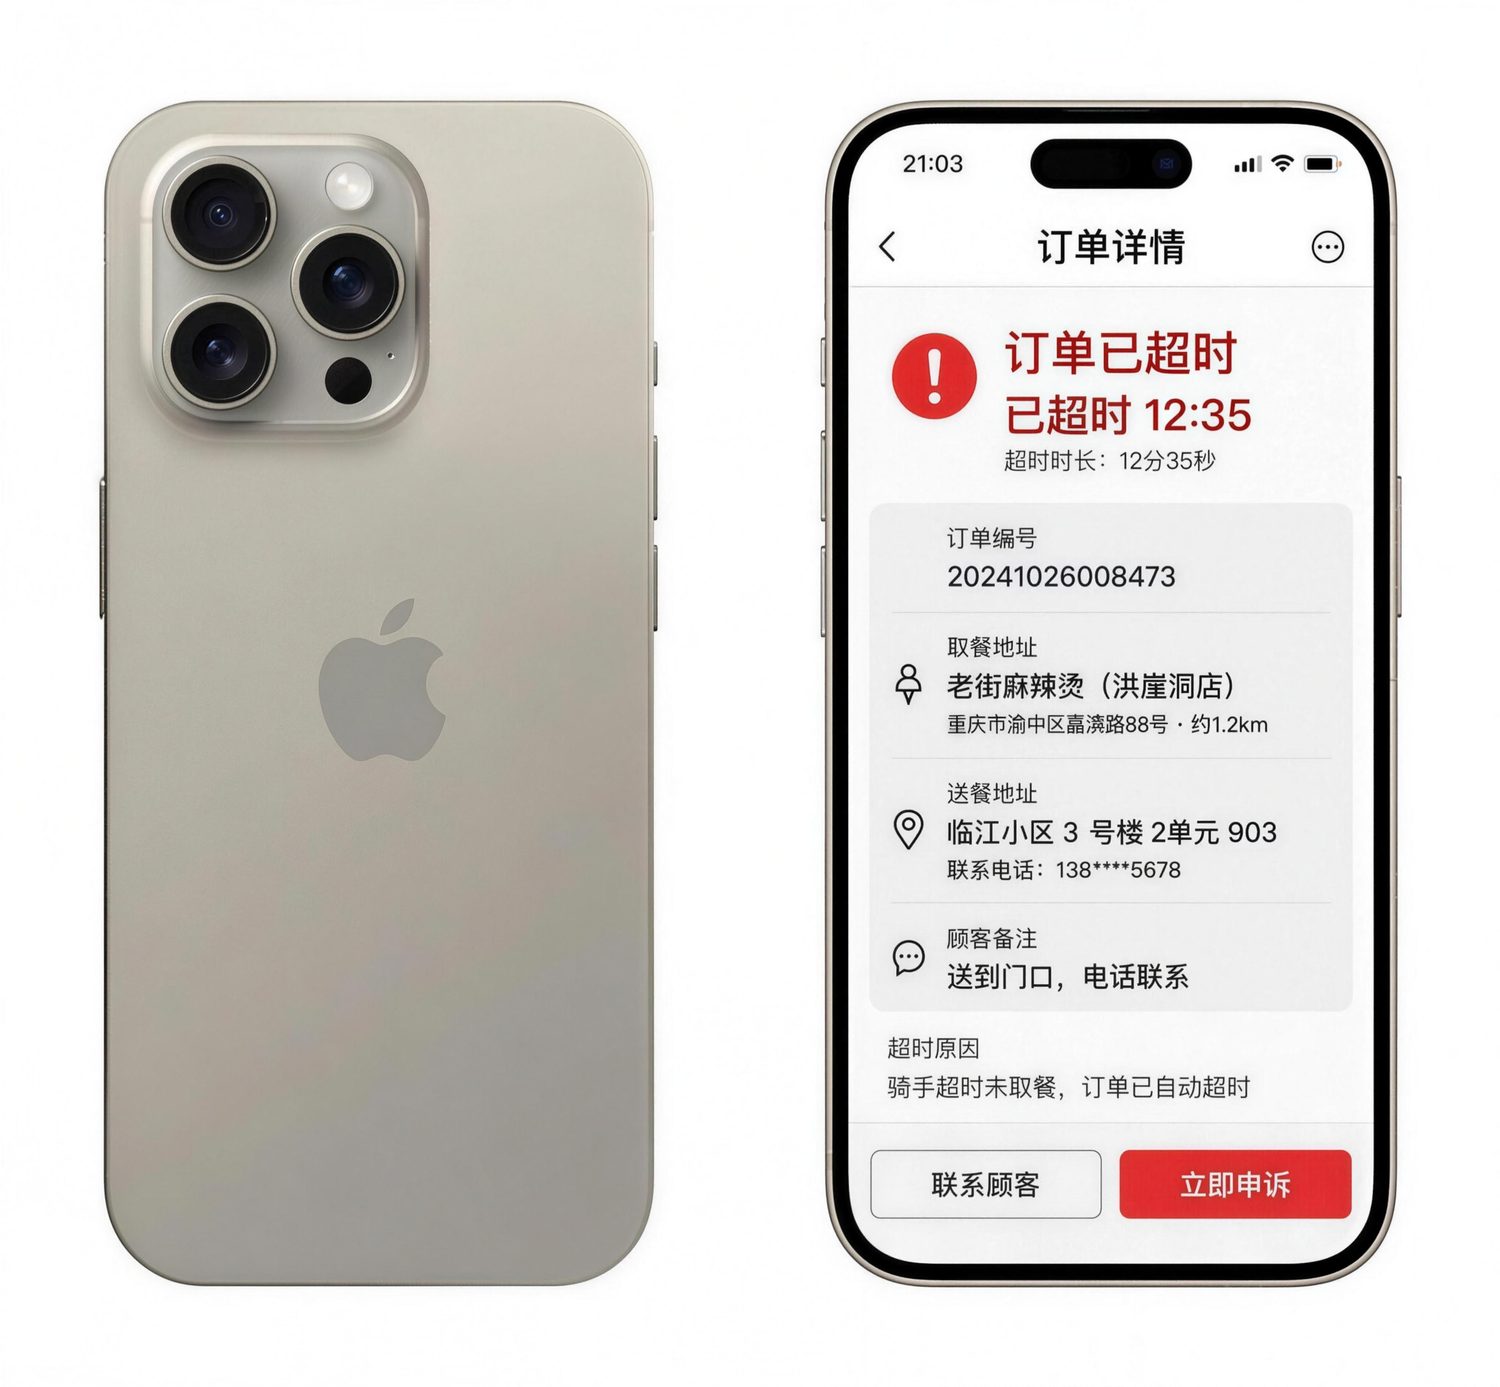 21:03
订单详情
订单已超时
已超时 12:35
超时时长：12分35秒
订单编号
20241026008473
取餐地址
老街麻辣烫（洪崖洞店）
重庆市渝中区路88号 · 约1.2km
送餐地址
临江小区 3 号楼 2单元 903
联系电话：138****5678
顾客备注
送到门口，电话联系
超时原因
骑手超时未取餐，订单已自动超时
联系顾客
立即申诉